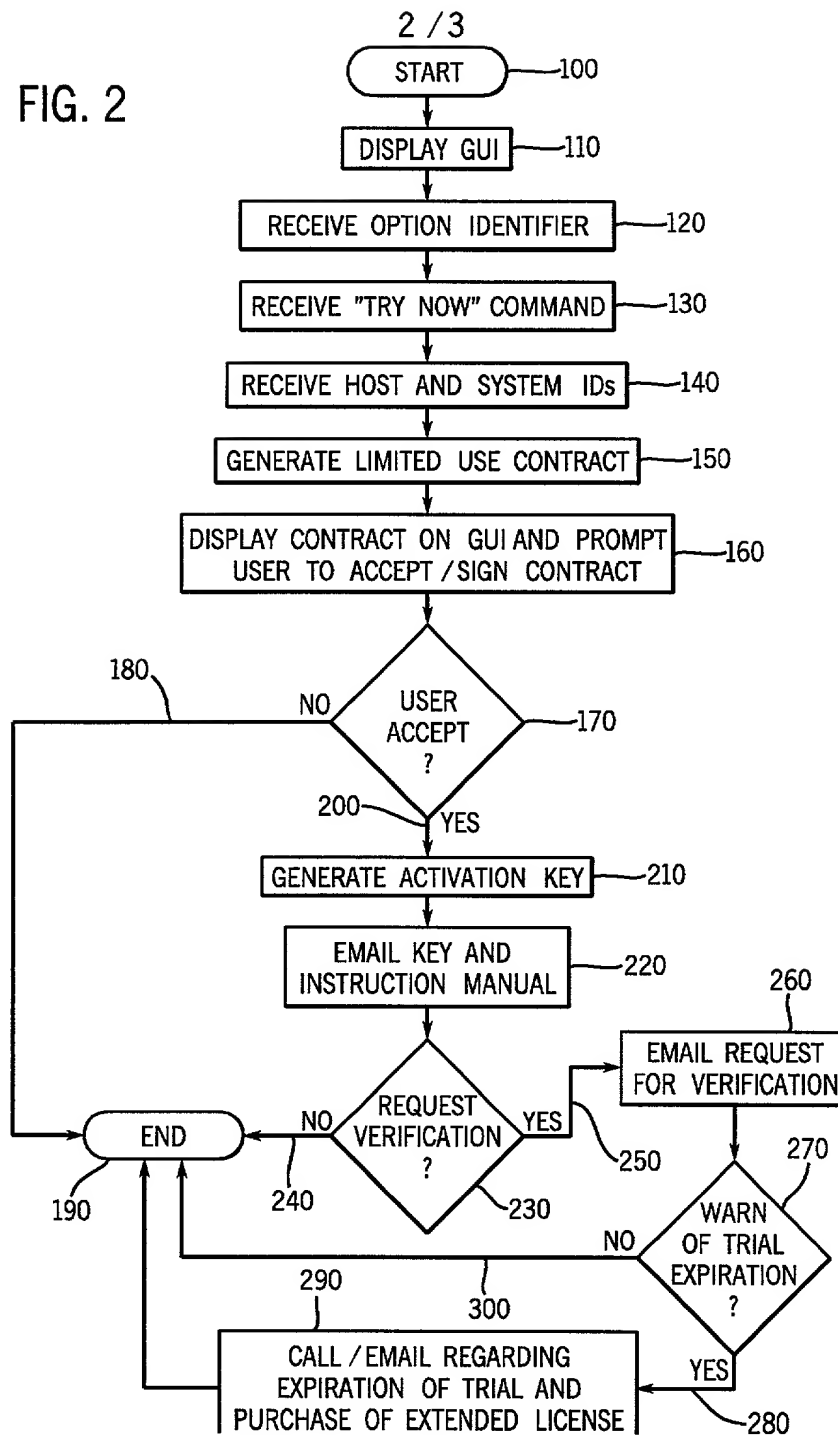 2 / 3
FIG. 2
START
100
DISPLAY GUI
110
RECEIVE OPTION IDENTIFIER
120
RECEIVE "TRY NOW" COMMAND
130
RECEIVE HOST AND SYSTEM IDs
140
GENERATE LIMITED USE CONTRACT
150
DISPLAY CONTRACT ON GUI AND PROMPT
USER TO ACCEPT / SIGN CONTRACT
160
180
NO
USER
ACCEPT
?
170
200
YES
GENERATE ACTIVATION KEY
210
EMAIL KEY AND
INSTRUCTION MANUAL
220
260
EMAIL REQUEST
FOR VERIFICATION
END
190
NO
240
REQUEST
VERIFICATION
?
YES
250
230
270
WARN
OF TRIAL
EXPIRATION
?
NO
300
290
CALL / EMAIL REGARDING
EXPIRATION OF TRIAL AND
PURCHASE OF EXTENDED LICENSE
YES
280